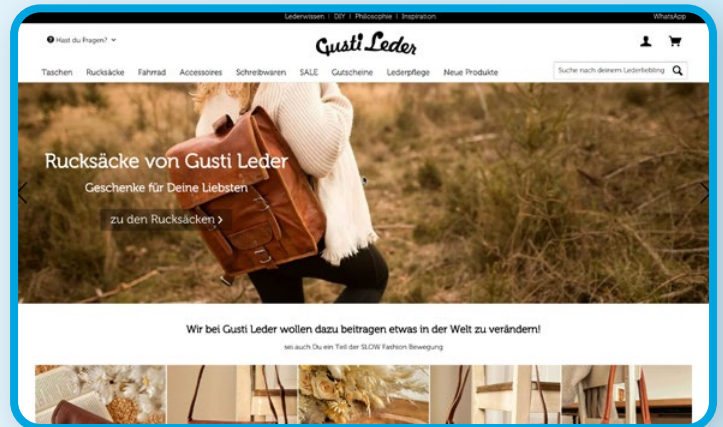 Lederwissen | DIY | Philosophie | Inspiration
WhatsApp
Hast du Fragen?
Gusti Leder
Taschen Rucksäcke Fahrrad Accessoires Schreibwaren SALE Gutscheine Lederpflege Neue Produkte
Suche nach deinem Lederliebling
Rucksäcke von Gusti Leder
Geschenke für Deine Liebsten
zu den Rucksäcken >
Wir bei Gusti Leder wollen dazu beitragen etwas in der Welt zu verändern!
sei auch Du ein Teil der SLOW Fashion Bewegung